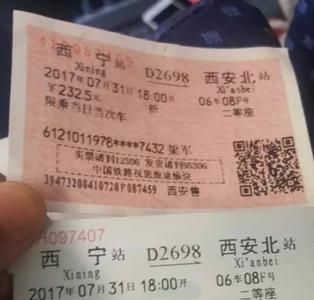 西 宁 站 D2698 西安北 站
Xining Xi'anbei
2017年07月31日18:00开 06车08F号
￥232.5元 折 二等座
限乘当日当次车
6121011978****7432 梁军
买票请到12306 发货请到95306
中国铁路祝您旅途愉快
39473200410720P087459 西安售
H097407
西 宁 站 D2698 西安北 站
Xining Xi'anbei
2017年07月31日18:00开 06车08F号
二等座